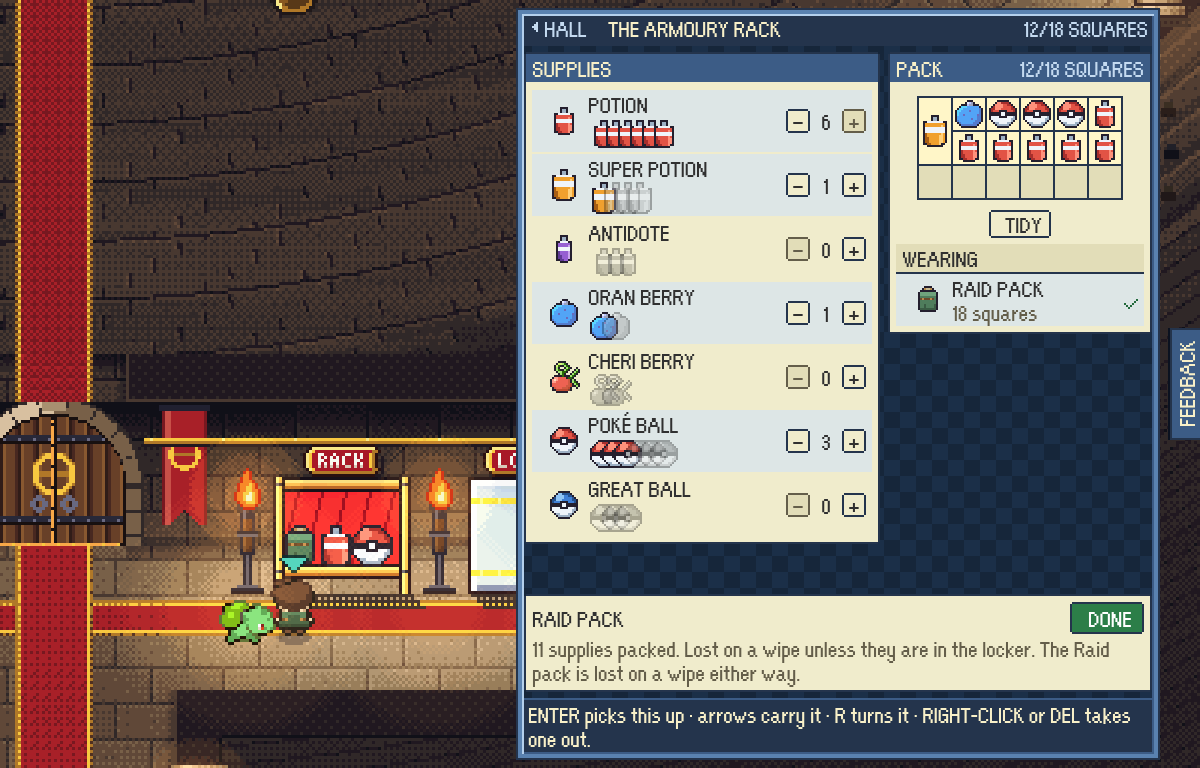 HALL THE ARMOURY RACK 12/18 SQUARES
SUPPLIES
POTION
− 6 +
SUPER POTION
− 1 +
ANTIDOTE
− 0 +
ORAN BERRY
− 1 +
CHERI BERRY
− 0 +
POKÉ BALL
− 3 +
GREAT BALL
− 0 +
PACK 12/18 SQUARES
TIDY
WEARING
RAID PACK
18 squares
FEEDBACK
RACK
LO
RAID PACK
DONE
11 supplies packed. Lost on a wipe unless they are in the locker. The Raid
pack is lost on a wipe either way.
ENTER picks this up · arrows carry it · R turns it · RIGHT-CLICK or DEL takes
one out.